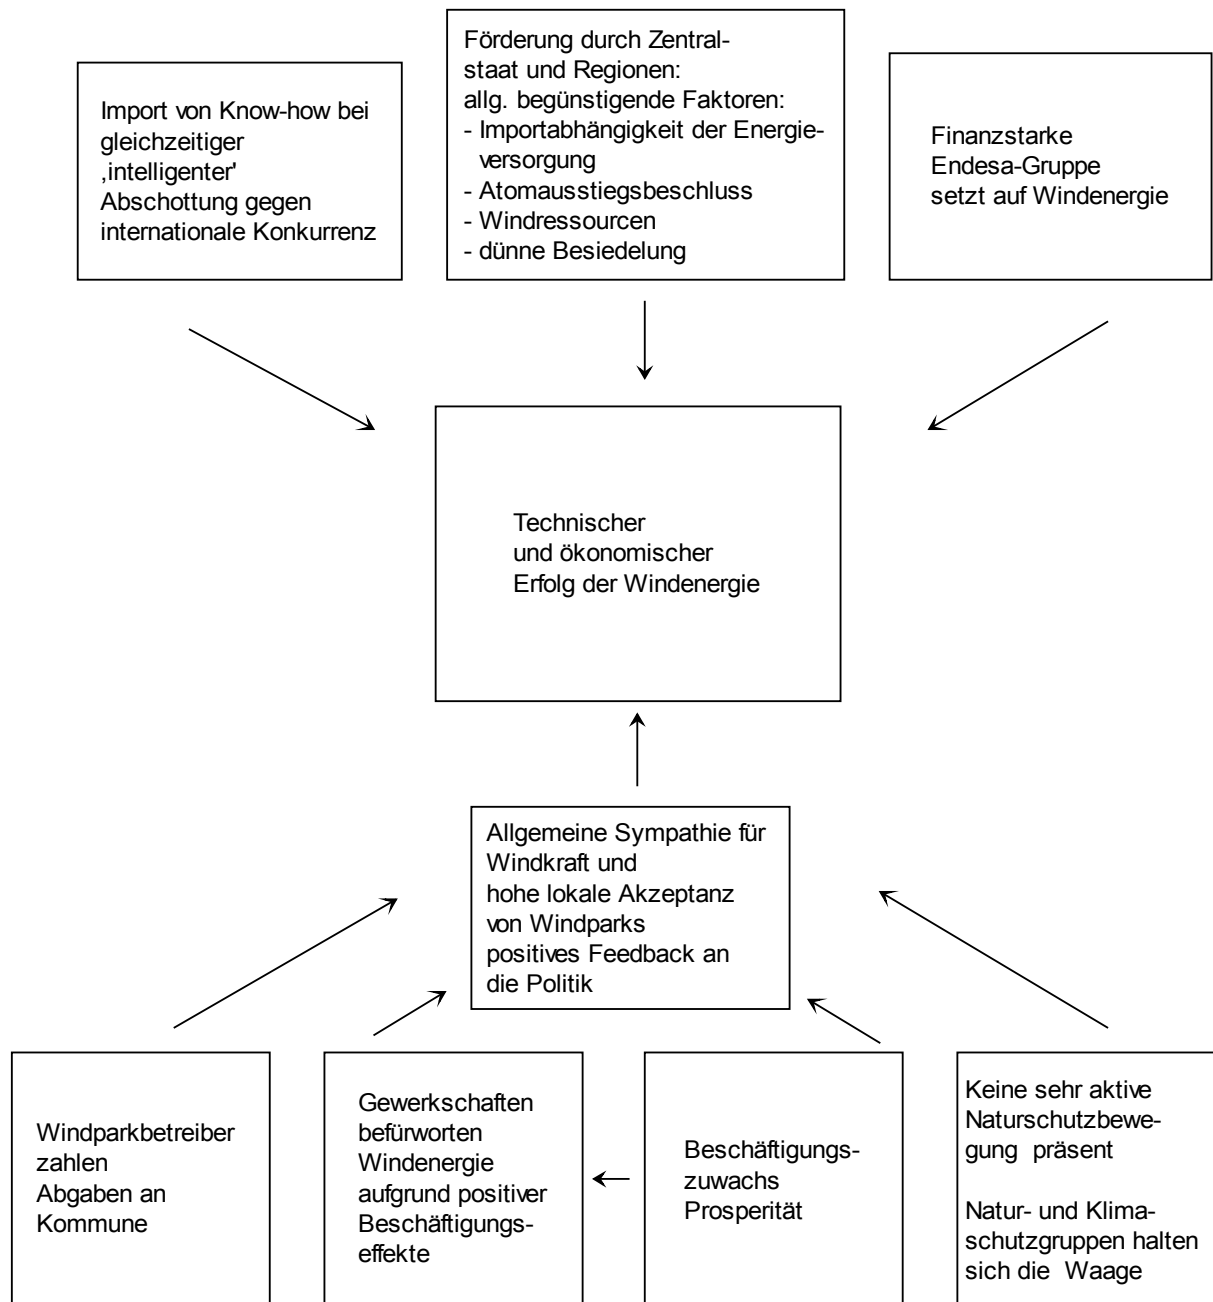 Import von Know-how bei
gleichzeitiger
‚intelligenter'
Abschottung gegen
internationale Konkurrenz
Förderung durch Zentral-
staat und Regionen:
allg. begünstigende Faktoren:
- Importabhängigkeit der Energie-
versorgung
- Atomausstiegsbeschluss
- Windressourcen
- dünne Besiedelung
Finanzstarke
Endesa-Gruppe
setzt auf Windenergie
Technischer
und ökonomischer
Erfolg der Windenergie
Allgemeine Sympathie für
Windkraft und
hohe lokale Akzeptanz
von Windparks
positives Feedback an
die Politik
Windparkbetreiber
zahlen
Abgaben an
Kommune
Gewerkschaften
befürworten
Windenergie
aufgrund positiver
Beschäftigungs-
effekte
Beschäftigungs-
zuwachs
Prosperität
Keine sehr aktive
Naturschutzbewe-
gung präsent
Natur- und Klima-
schutzgruppen halten
sich die Waage